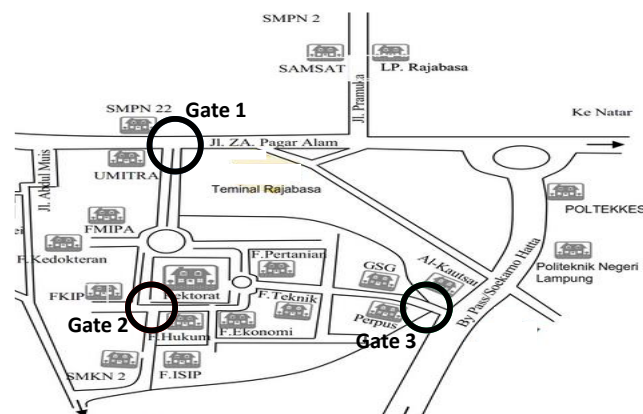 SMPN 2
SAMSAT
LP. Rajabasa
Jl. Pramuka
Gate 1
SMPN 22
Ke Natar
Jl. ZA. Pagar Alam
Jl. Abdul Muis
UMITRA
Teminal Rajabasa
POLTEKKES
FMIPA
F.Kedokteran
F.Pertanian
GSG
Al-Kautsar
By Pass/Soekarno Hatta
Politeknik Negeri
Lampung
FKIP
Rektorat
F.Teknik
Perpus
Gate 2
F.Hukum
F.Ekonomi
Gate 3
SMKN 2
F.ISIP